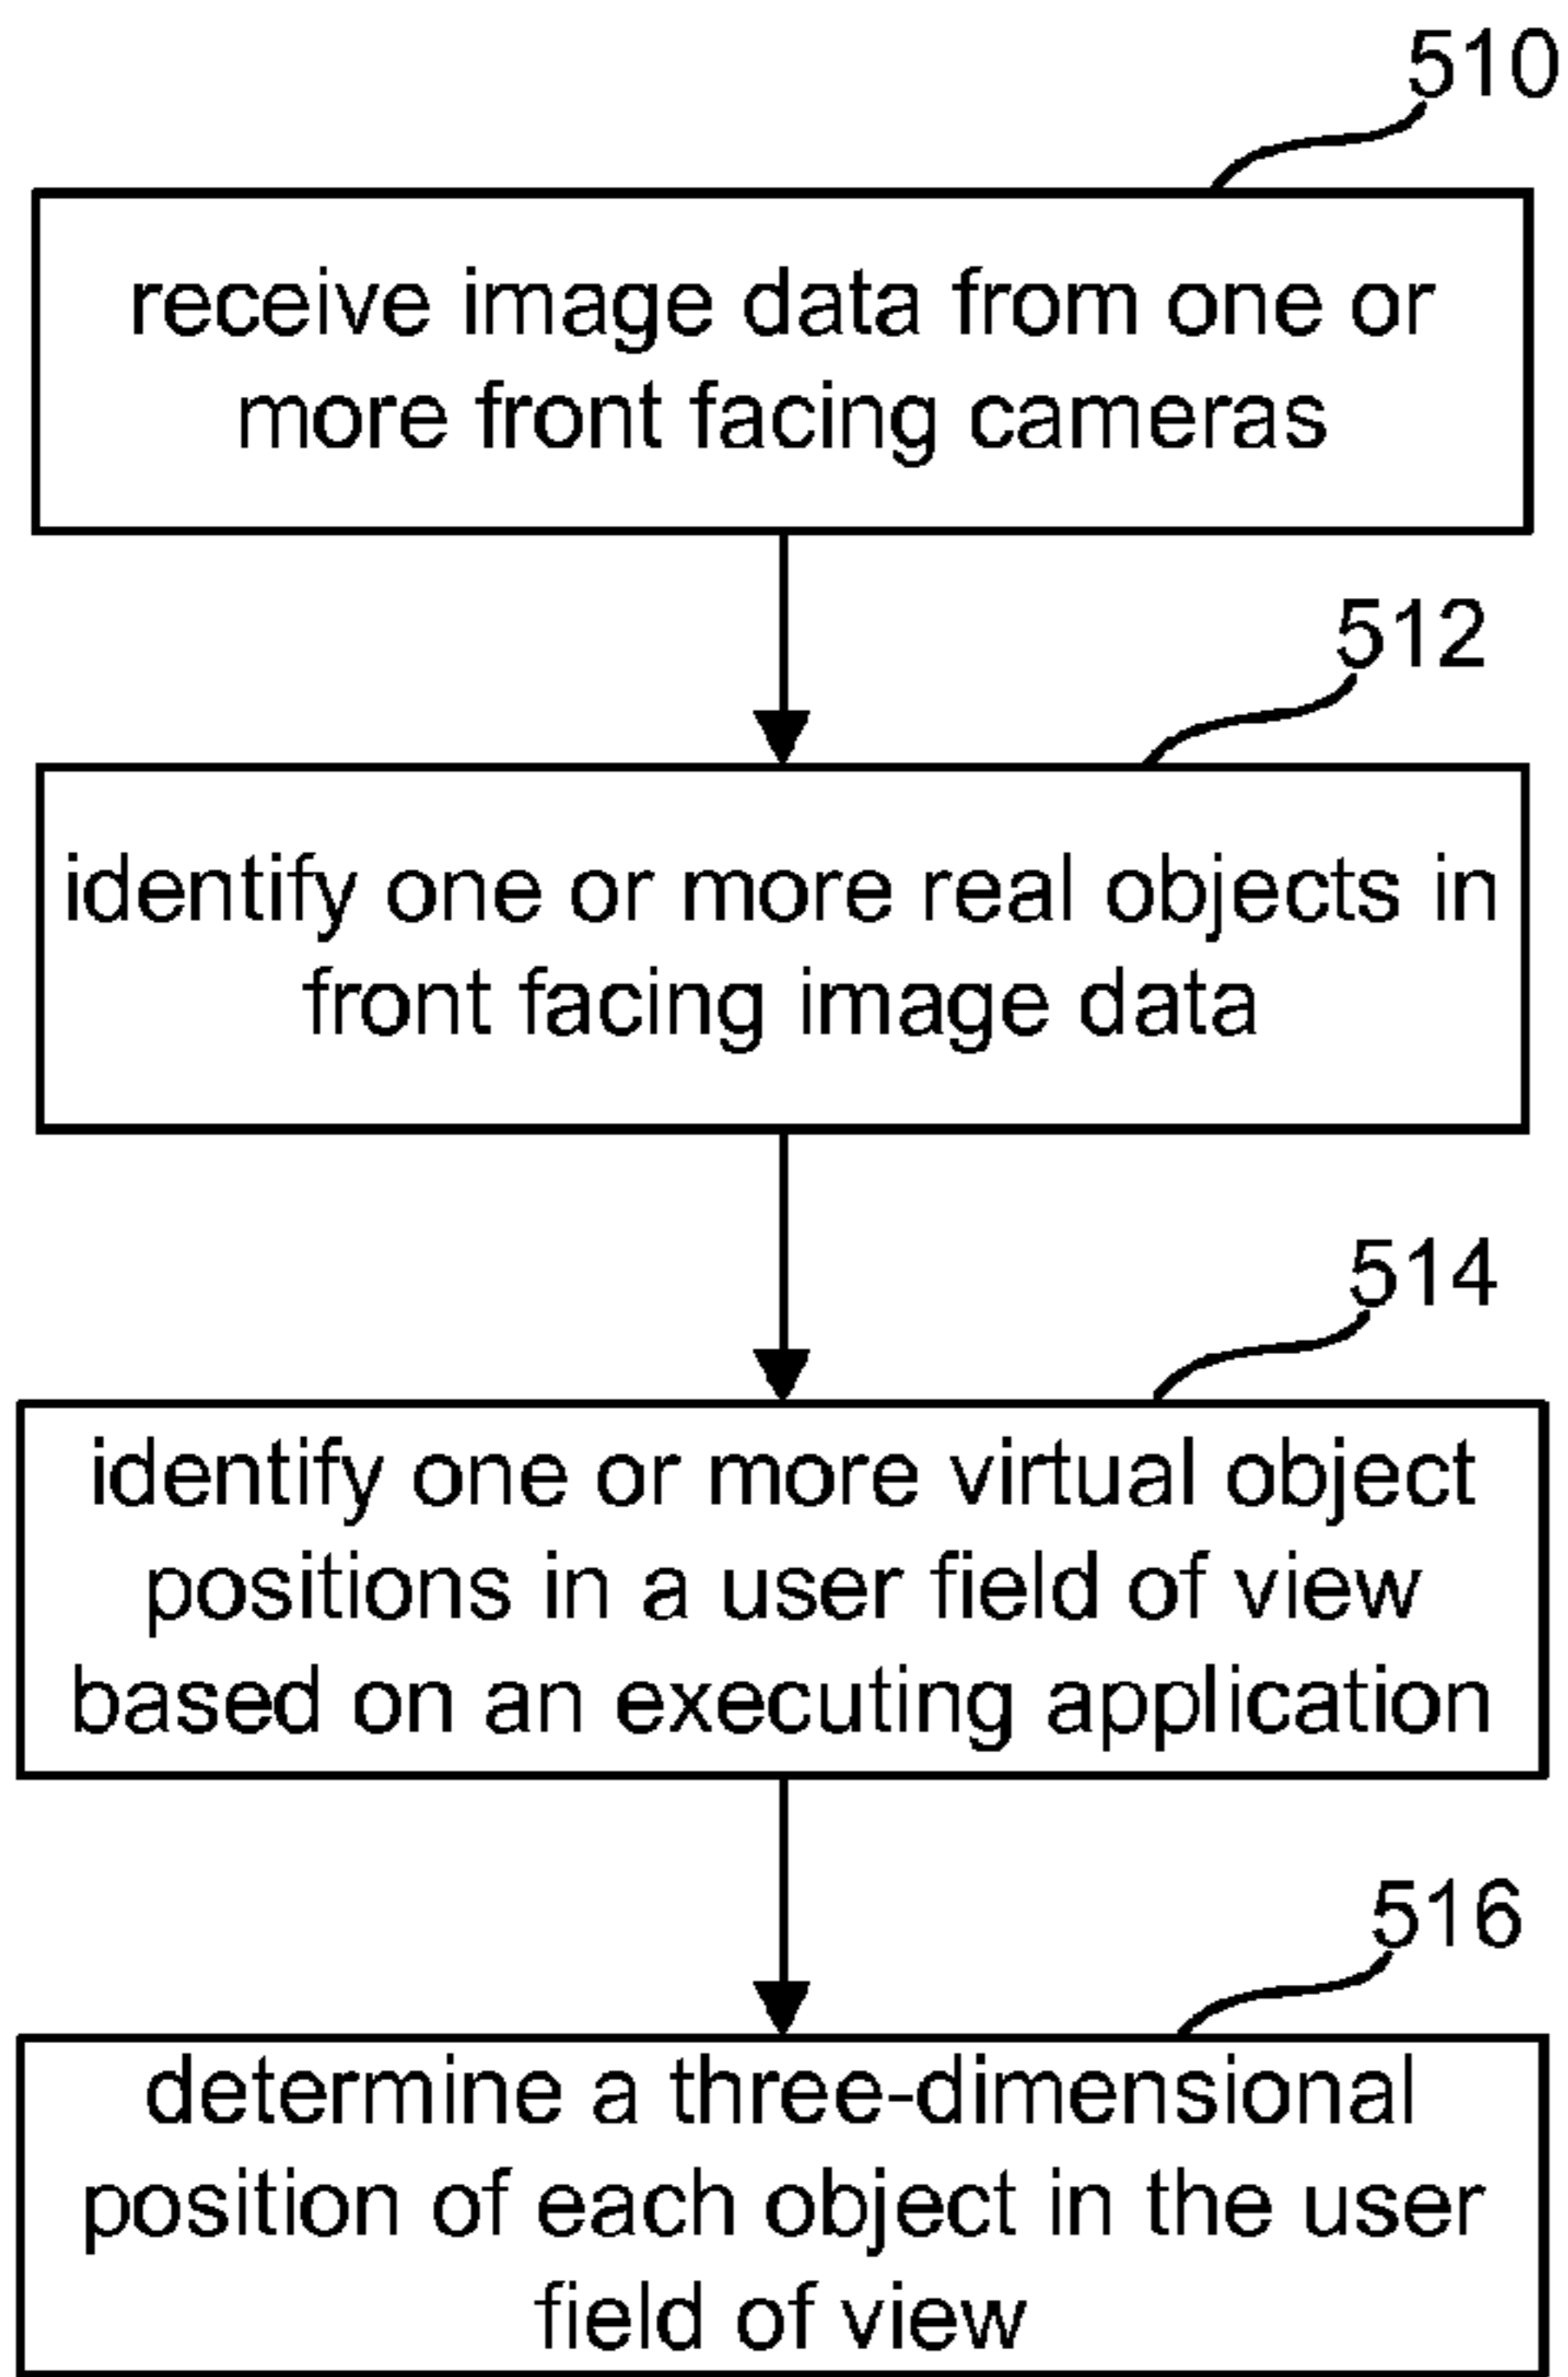 510
receive image data from one or
more front facing cameras
512
identify one or more real objects in
front facing image data
514
identify one or more virtual object
positions in a user field of view
based on an executing application
516
determine a three-dimensional
position of each object in the user
field of view